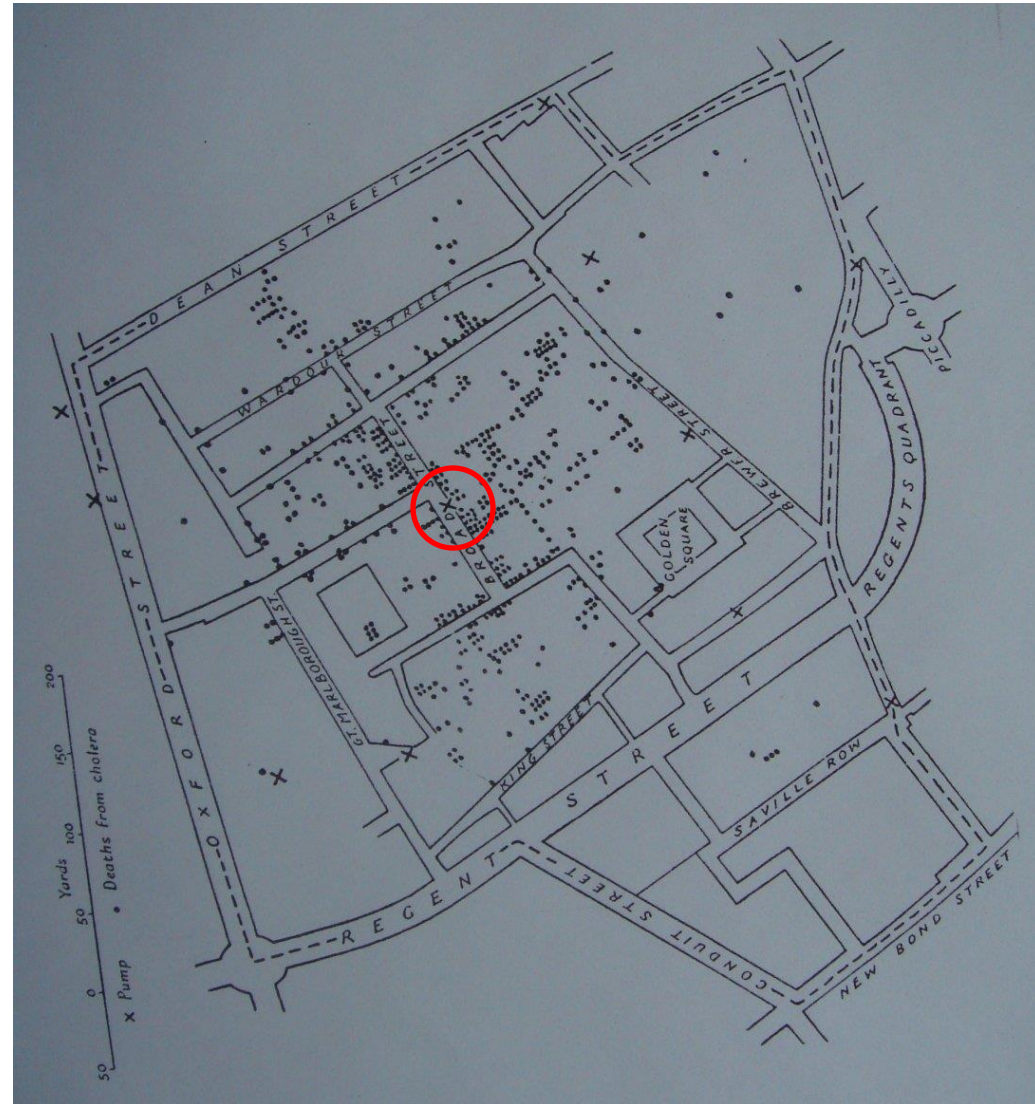 DEAN STREET
WARDOUR STREET
OXFORD STREET
BROAD STREET
BREWER STREET
GOLDEN SQUARE
PICCADILLY
REGENTS QUADRANT
GT. MARLBOROUGH ST.
KING STREET
REGENT STREET
SAVILLE ROW
CONDUIT STREET
NEW BOND STREET
50 0 50 100 150 200
Yards
x Pump • Deaths from cholera